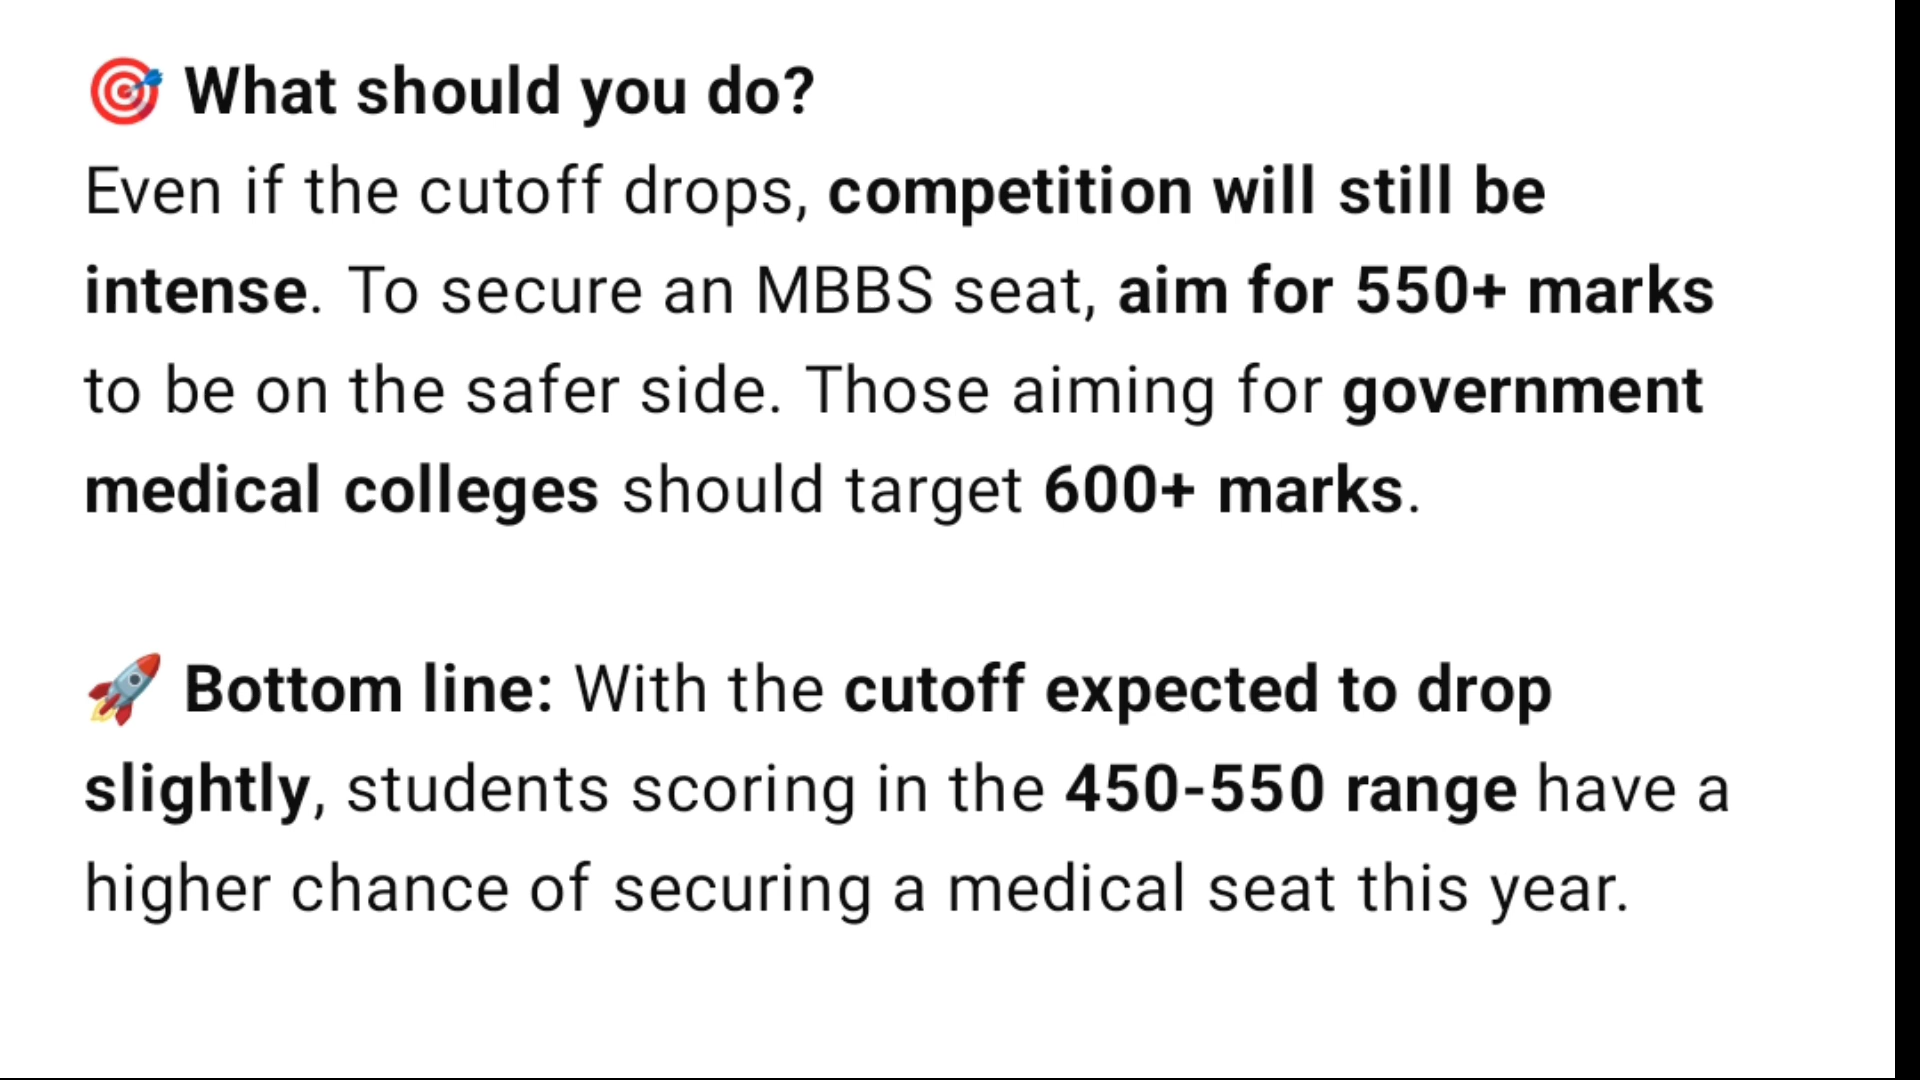 🎯 What should you do?
Even if the cutoff drops, competition will still be
intense. To secure an MBBS seat, aim for 550+ marks
to be on the safer side. Those aiming for government
medical colleges should target 600+ marks.
🚀 Bottom line: With the cutoff expected to drop
slightly, students scoring in the 450-550 range have a
higher chance of securing a medical seat this year.